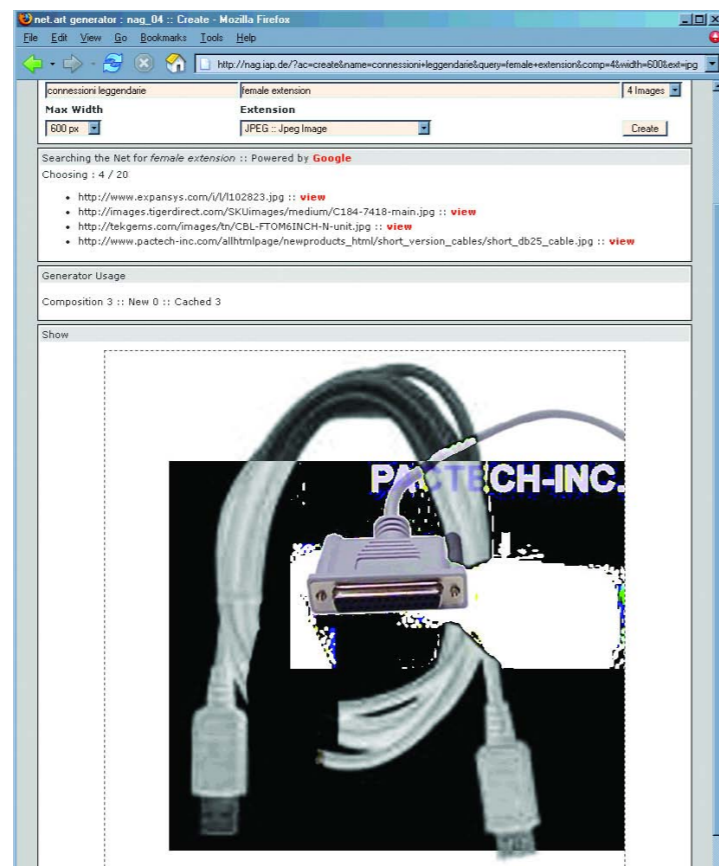 net.art generator : nag_04 :: Create - Mozilla Firefox
File Edit View Go Bookmarks Tools Help
http://nag.iap.de/?ac=create&name=connessioni+leggendarie&query=female+extension&comp=4&width=600&ext=jpg
connessioni leggendarie female extension 4 Images
Max Width Extension
600 px JPEG :: Jpeg Image Create
Searching the Net for female extension :: Powered by Google
Choosing : 4 / 20
http://www.expansys.com/i/l/l102823.jpg :: view
http://images.tigerdirect.com/SKUimages/medium/C184-7418-main.jpg :: view
http://tekgems.com/images/tn/CBL-FTOM6INCH-N-unit.jpg :: view
http://www.pactech-inc.com/allhtmlpage/newproducts_html/short_version_cables/short_db25_cable.jpg :: view
Generator Usage
Composition 3 :: New 0 :: Cached 3
Show
PACTECH-INC.